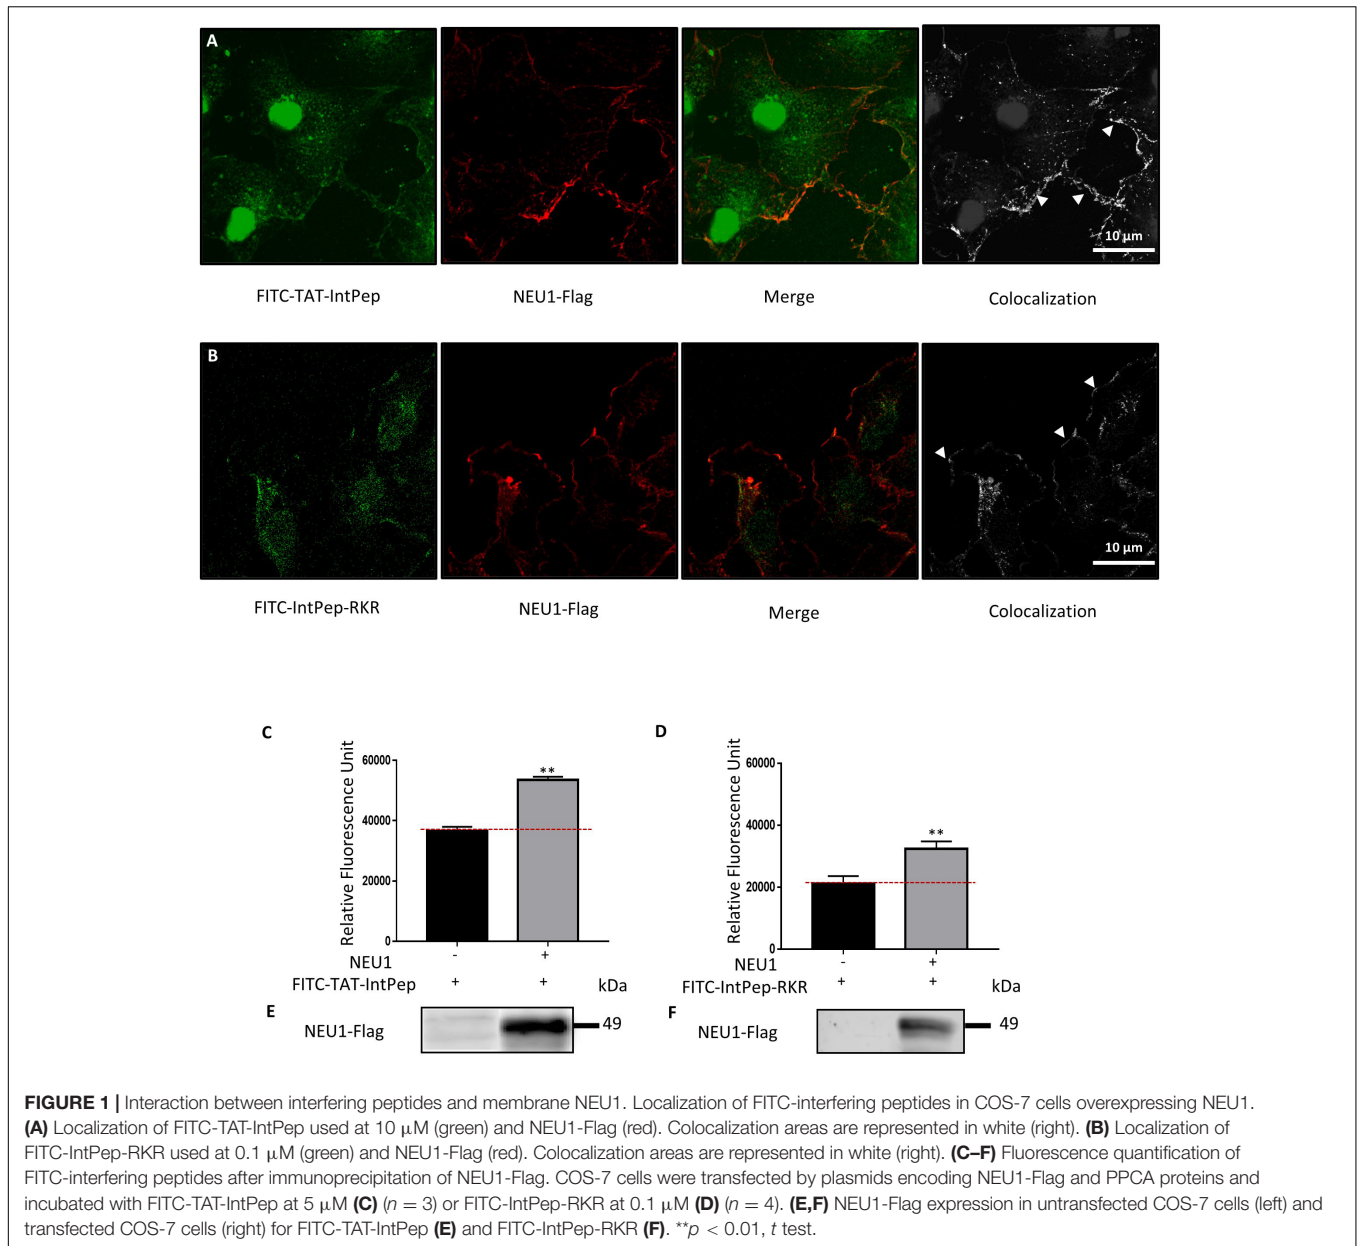 A
10 µm
FITC-TAT-IntPep
NEU1-Flag
Merge
Colocalization
B
10 µm
FITC-IntPep-RKR
NEU1-Flag
Merge
Colocalization
C
Relative Fluorescence Unit
60000
40000
20000
0
**
NEU1
-
+
FITC-TAT-IntPep
+
+
kDa
E
NEU1-Flag
49
D
Relative Fluorescence Unit
60000
40000
20000
0
**
NEU1
-
+
FITC-IntPep-RKR
+
+
kDa
F
NEU1-Flag
49
FIGURE 1 | Interaction between interfering peptides and membrane NEU1. Localization of FITC-interfering peptides in COS-7 cells overexpressing NEU1.
(A) Localization of FITC-TAT-IntPep used at 10 µM (green) and NEU1-Flag (red). Colocalization areas are represented in white (right). (B) Localization of
FITC-IntPep-RKR used at 0.1 µM (green) and NEU1-Flag (red). Colocalization areas are represented in white (right). (C–F) Fluorescence quantification of
FITC-interfering peptides after immunoprecipitation of NEU1-Flag. COS-7 cells were transfected by plasmids encoding NEU1-Flag and PPCA proteins and
incubated with FITC-TAT-IntPep at 5 µM (C) (n = 3) or FITC-IntPep-RKR at 0.1 µM (D) (n = 4). (E,F) NEU1-Flag expression in untransfected COS-7 cells (left) and
transfected COS-7 cells (right) for FITC-TAT-IntPep (E) and FITC-IntPep-RKR (F). **p < 0.01, t test.